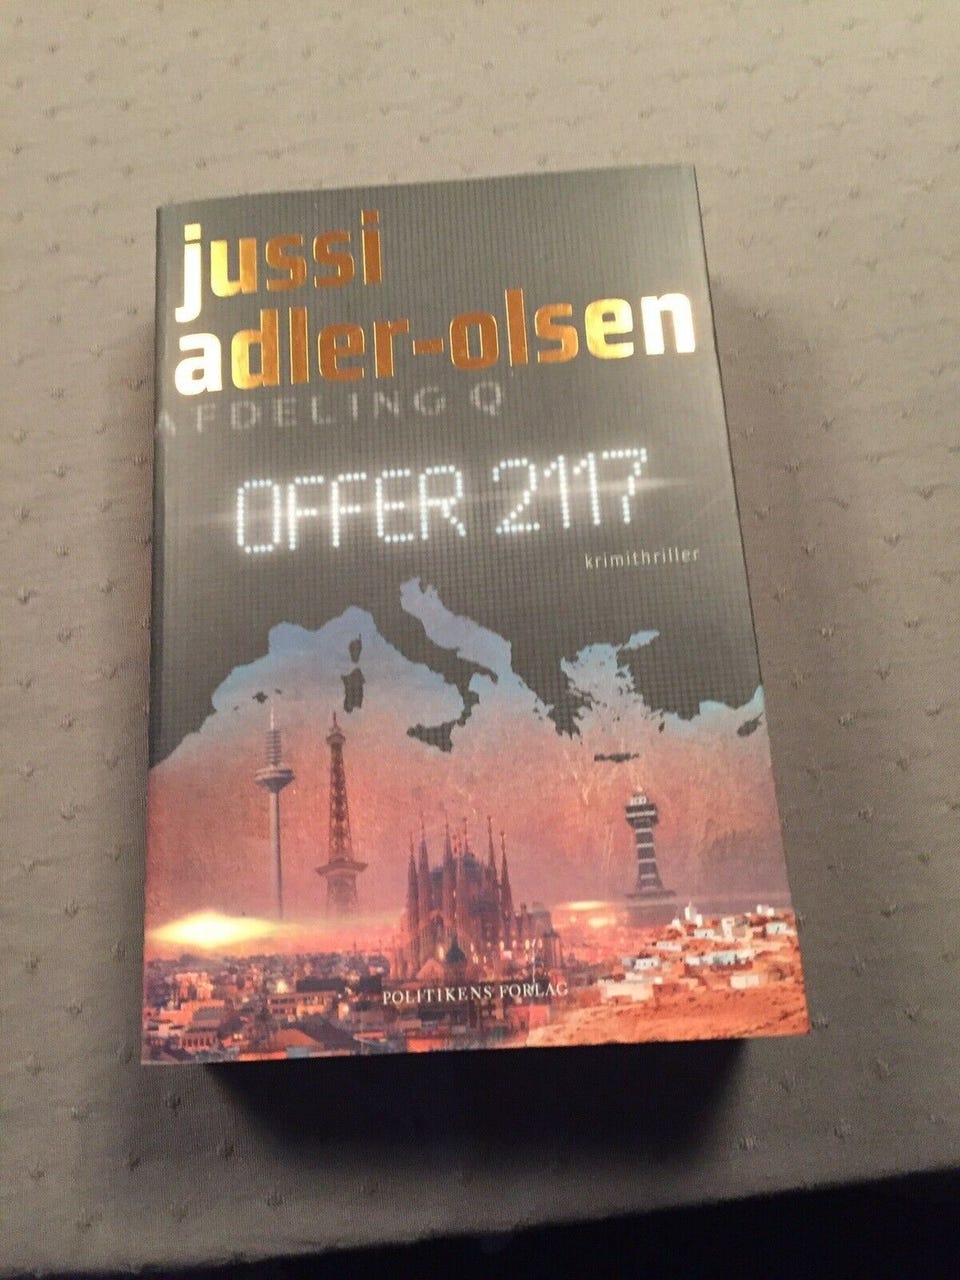 jussi
adler-olsen
AFDELING Q
OFFER 2117
krimithriller
POLITIKENS FORLAG